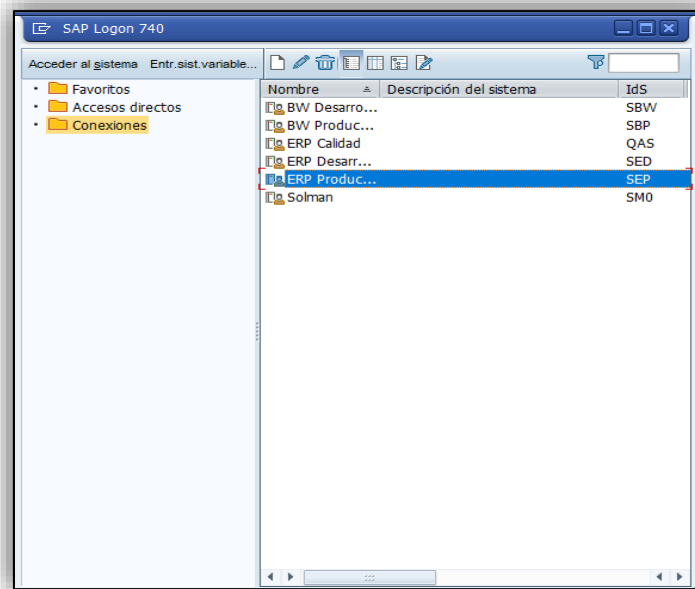 SAP Logon 740
Acceder al sistema Entr.sist.variable...
Favoritos
Accesos directos
Conexiones
Nombre Descripción del sistema IdS
BW Desarro... SBW
BW Produc... SBP
ERP Calidad QAS
ERP Desarr... SED
ERP Produc... SEP
Solman SM0